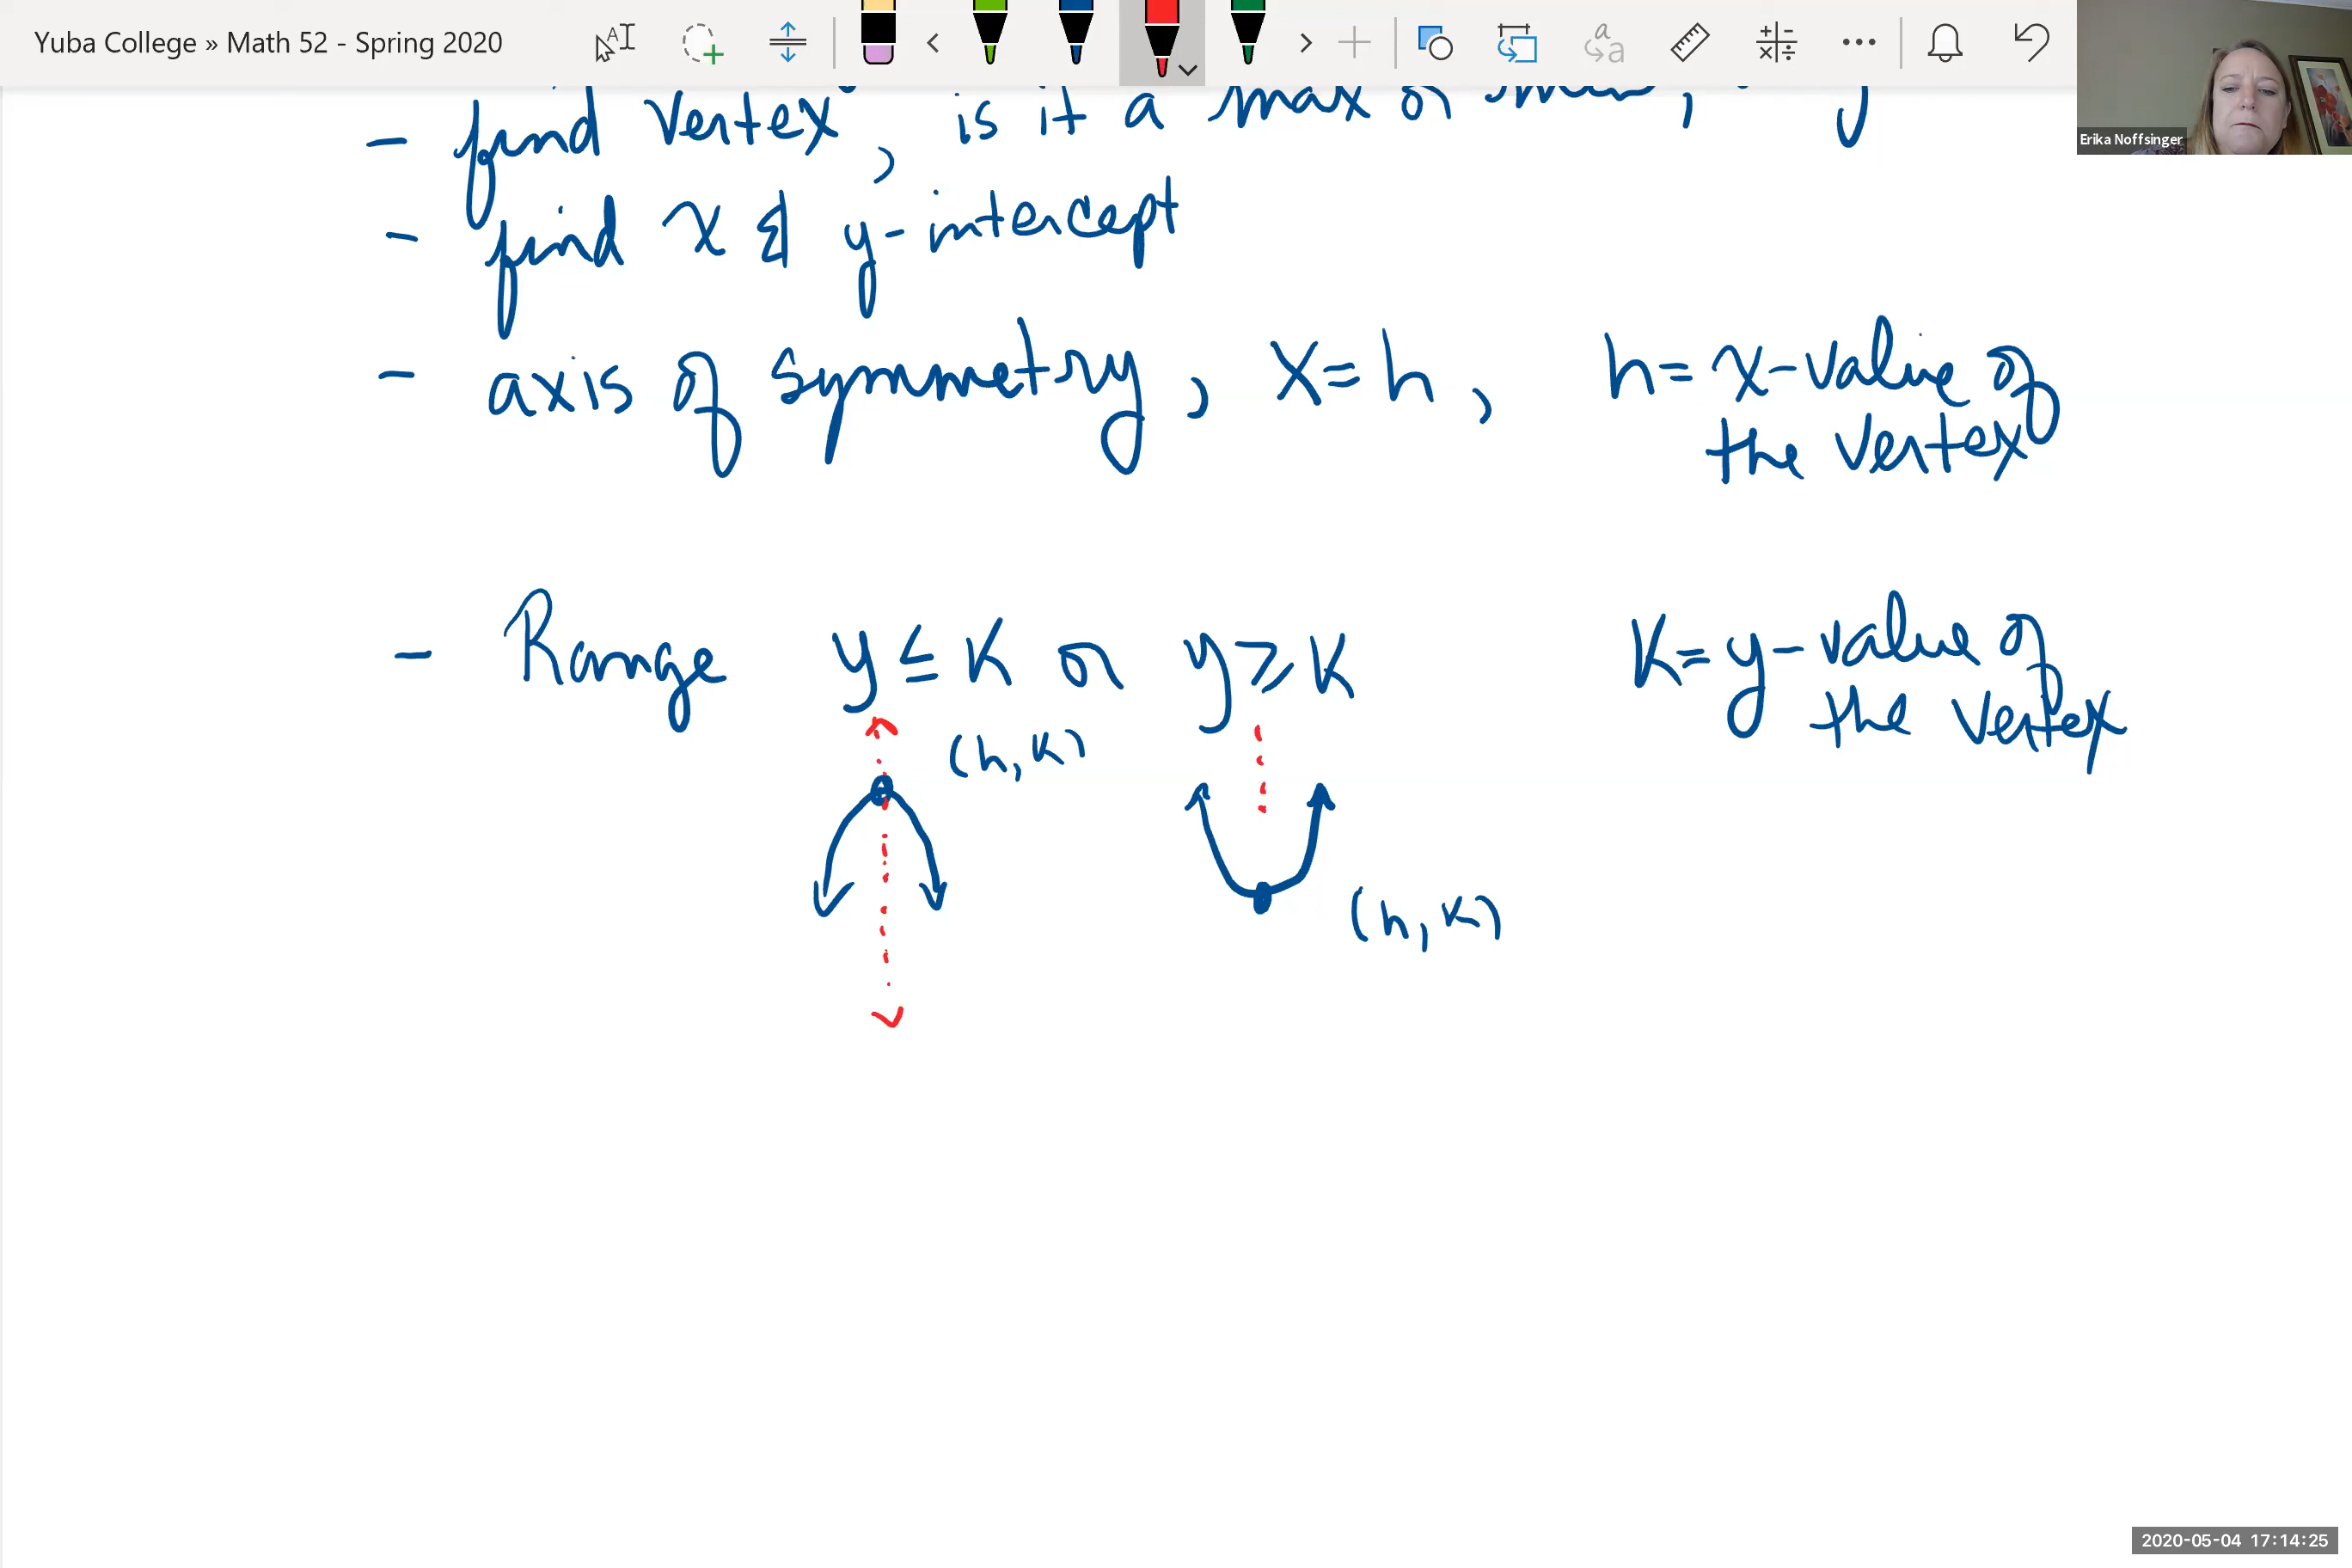 Yuba College » Math 52 - Spring 2020
Erika Noffsinger
- find vertex, is it a max or min,
- find x & y-intercept
- axis of symmetry, x=h, h= x-value of
the vertex
- Range y≤K or y≥K K= y-value of
the vertex
(h,K)
(h,K)
2020-05-04 17:14:25